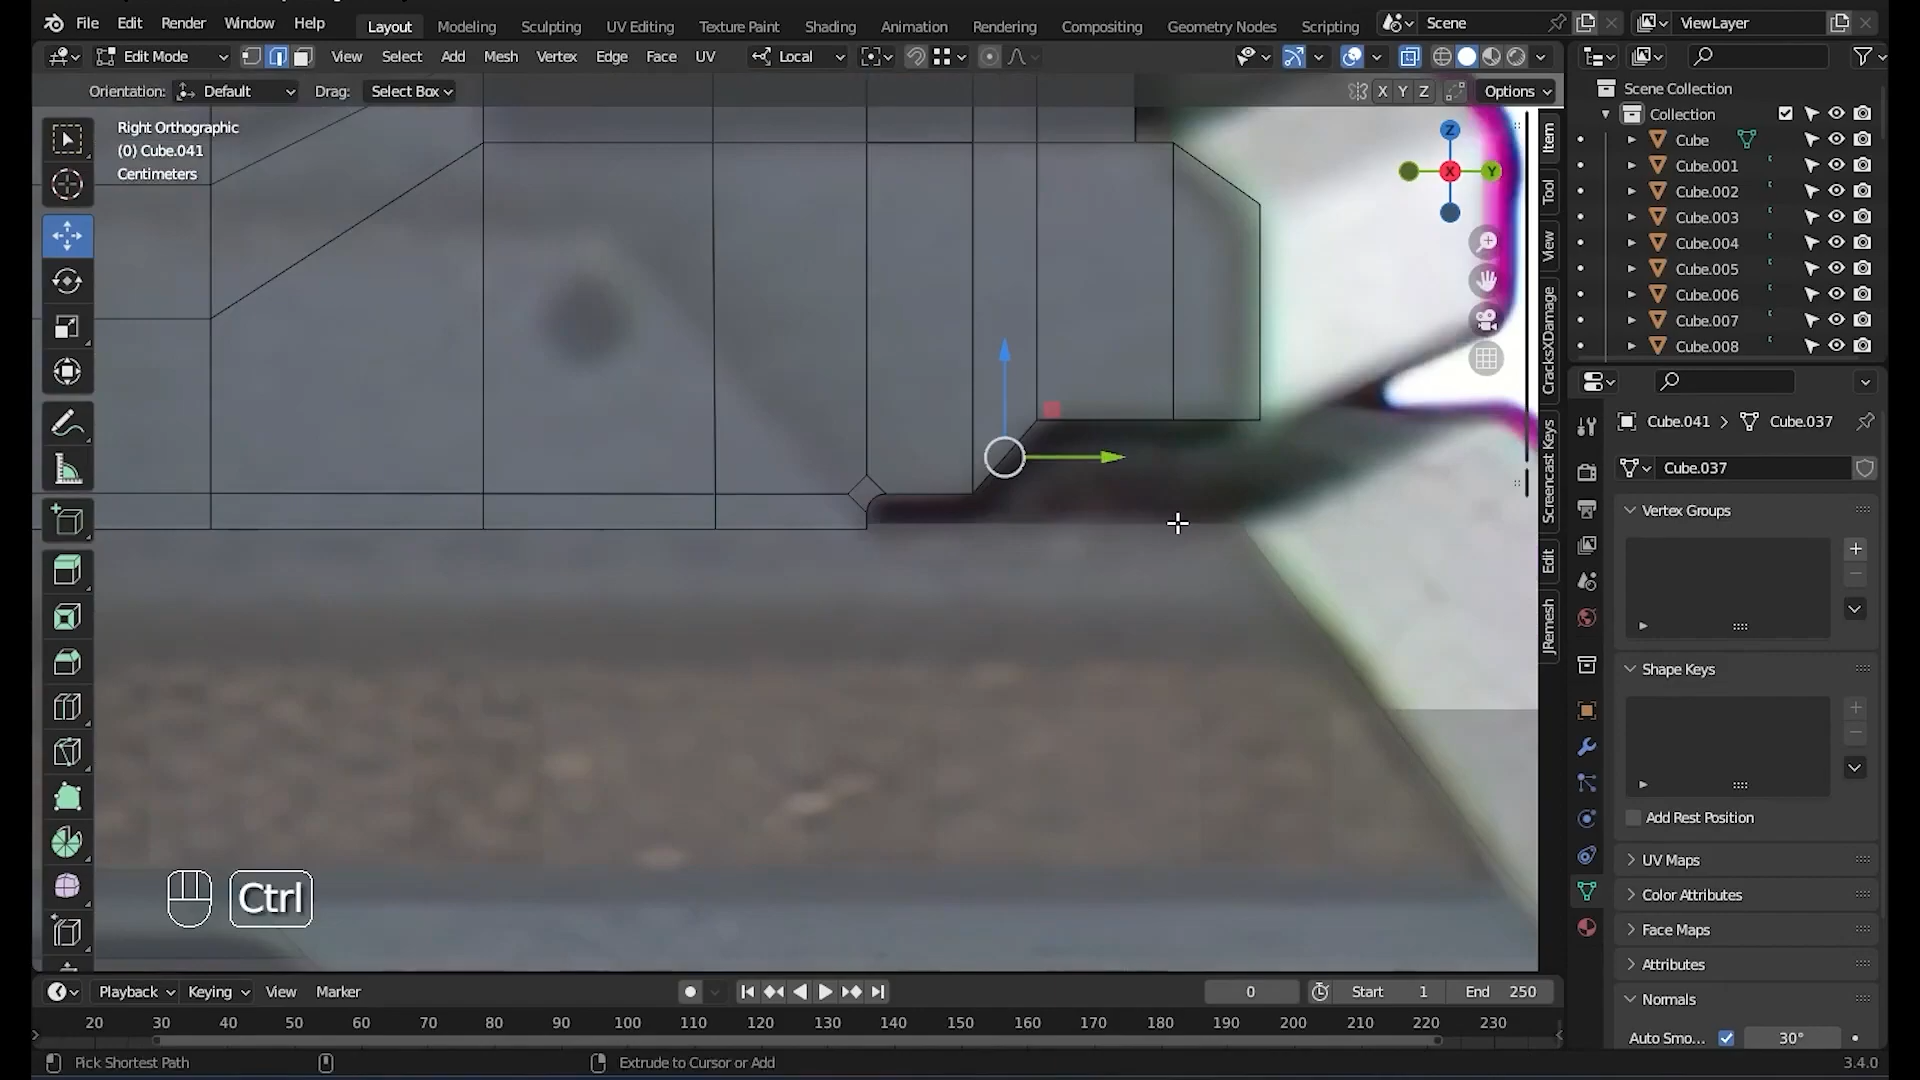 File Edit Render Window Help Layout Modeling Sculpting UV Editing Texture Paint Shading Animation Rendering Compositing Geometry Nodes Scripting Scene ViewLayer
Edit Mode View Select Add Mesh Vertex Edge Face UV Local
Orientation: Default Drag: Select Box X Y Z Options
Right Orthographic
(0) Cube.041
Centimeters
Z
X
Y
Item
Tool
View
CracksXDamage
Screencast Keys
Edit
JRemesh
Scene Collection
Collection
Cube
Cube.001
Cube.002
Cube.003
Cube.004
Cube.005
Cube.006
Cube.007
Cube.008
Cube.041 Cube.037
Cube.037
Vertex Groups
Shape Keys
Add Rest Position
UV Maps
Color Attributes
Face Maps
Attributes
Normals
Auto Smo... 30°
Ctrl
Playback Keying View Marker 0 Start 1 End 250
20 30 40 50 60 70 80 90 100 110 120 130 140 150 160 170 180 190 200 210 220 230
Pick Shortest Path Extrude to Cursor or Add 3.4.0